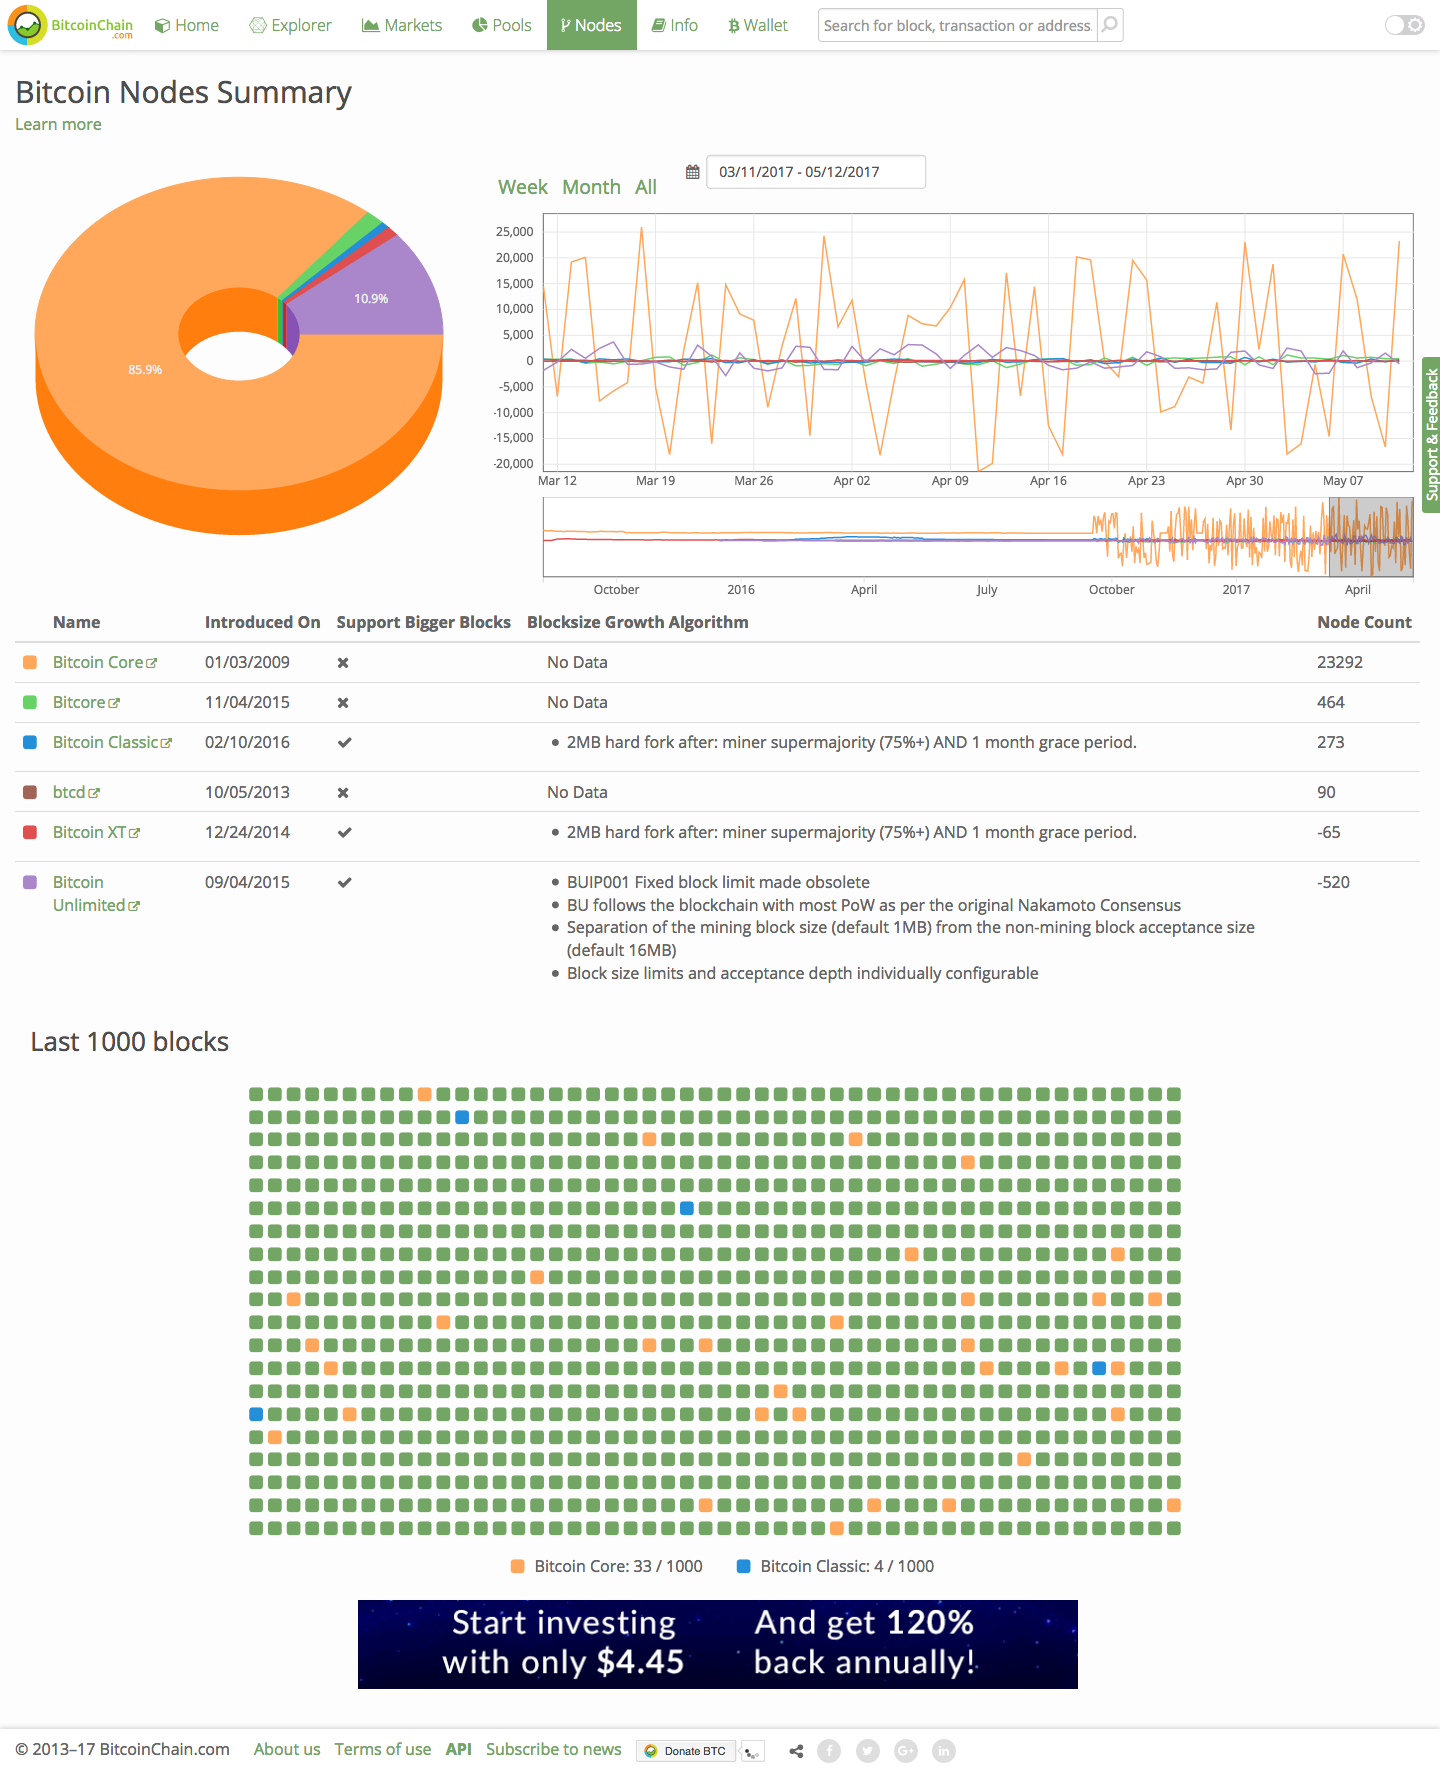 BitcoinChain
.com
Home Explorer Markets Pools Nodes Info Wallet Search for block, transaction or address.
Bitcoin Nodes Summary
Learn more
Week Month All 03/11/2017 - 05/12/2017
25,000
20,000
15,000
10,000
5,000
0
-5,000
-10,000
-15,000
-20,000
Mar 12 Mar 19 Mar 26 Apr 02 Apr 09 Apr 16 Apr 23 Apr 30 May 07
10.9%
85.9%
Support & Feedback
October 2016 April July October 2017 April
Name Introduced On Support Bigger Blocks Blocksize Growth Algorithm Node Count
Bitcoin Core 01/03/2009 No Data 23292
Bitcore 11/04/2015 No Data 464
Bitcoin Classic 02/10/2016 2MB hard fork after: miner supermajority (75%+) AND 1 month grace period. 273
btcd 10/05/2013 No Data 90
Bitcoin XT 12/24/2014 2MB hard fork after: miner supermajority (75%+) AND 1 month grace period. -65
Bitcoin Unlimited 09/04/2015 BUIP001 Fixed block limit made obsolete -520
BU follows the blockchain with most PoW as per the original Nakamoto Consensus
Separation of the mining block size (default 1MB) from the non-mining block acceptance size
(default 16MB)
Block size limits and acceptance depth individually configurable
Last 1000 blocks
Bitcoin Core: 33 / 1000 Bitcoin Classic: 4 / 1000
Start investing
with only $4.45
And get 120%
back annually!
© 2013–17 BitcoinChain.com About us Terms of use API Subscribe to news Donate BTC